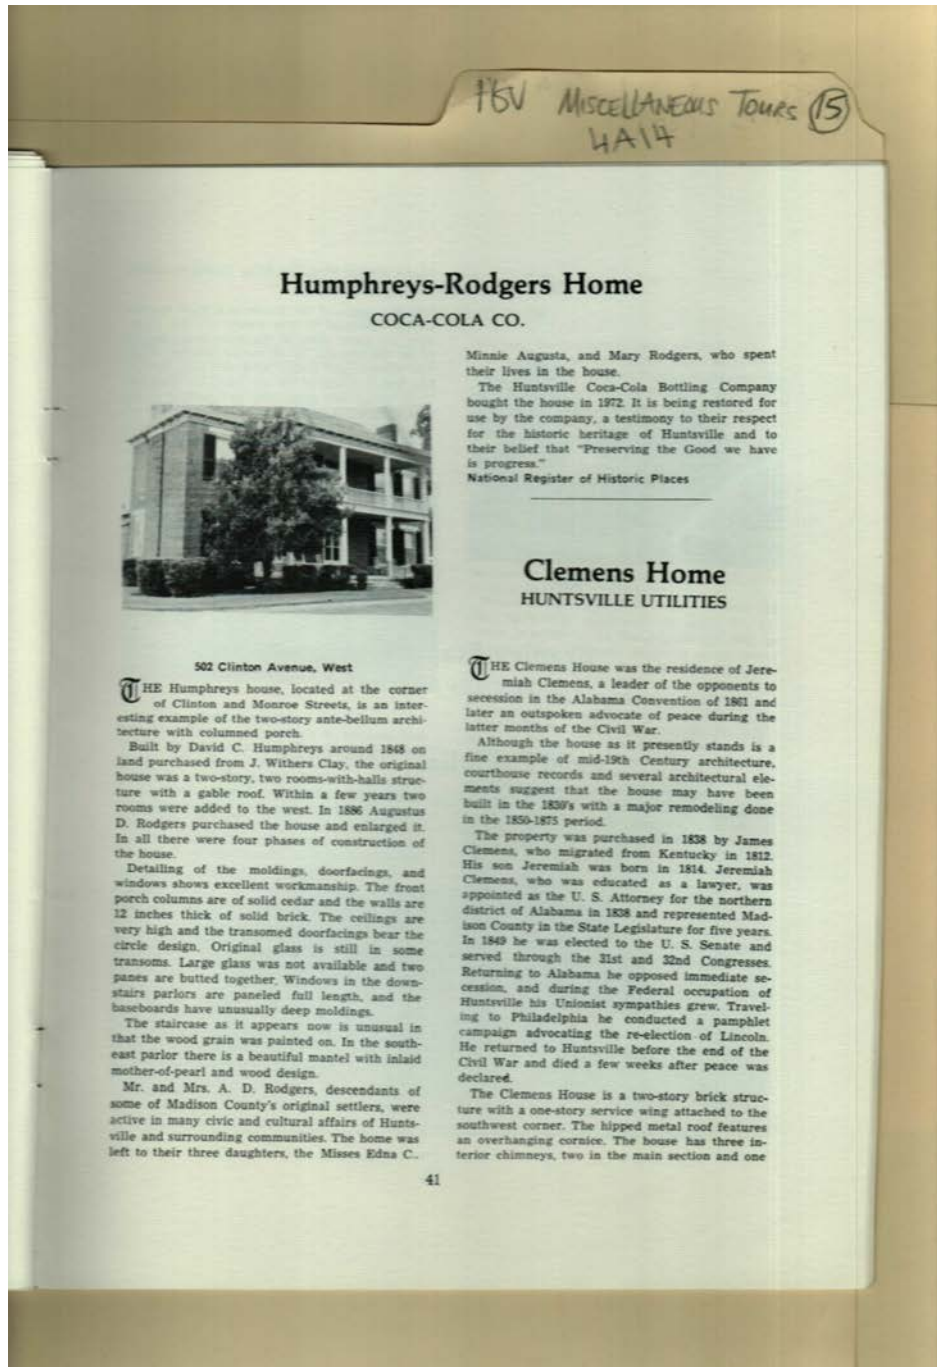 MISCELLANEOUS TOURS 15
4A14
Humphreys-Rodgers Home
COCA-COLA CO.
502 Clinton Avenue, West
THE Humphreys house, located at the corner
of Clinton and Monroe Streets, is an inter-
esting example of the two-story ante-bellum archi-
tecture with columned porch.
Built by David C. Humphreys around 1848 on
land purchased from J. Withers Clay, the original
house was a two-story, two rooms-with-halls struc-
ture with a gable roof. Within a few years two
rooms were added to the west. In 1886 Augustus
D. Rodgers purchased the house and enlarged it.
In all there were four phases of construction of
the house.
Detailing of the moldings, doorfacings, and
windows shows excellent workmanship. The front
porch columns are of solid cedar and the walls are
12 inches thick of solid brick. The ceilings are
very high and the transomed doorfacings bear the
circle design. Original glass is still in some
transoms. Large glass was not available and two
panes are butted together. Windows in the down-
stairs parlors are paneled full length, and the
baseboards have unusually deep moldings.
The staircase as it appears now is unusual in
that the wood grain was painted on. In the south-
east parlor there is a beautiful mantel with inlaid
mother-of-pearl and wood design.
Mr. and Mrs. A. D. Rodgers, descendants of
some of Madison County's original settlers, were
active in many civic and cultural affairs of Hunts-
ville and surrounding communities. The home was
left to their three daughters, the Misses Edna C.,
Minnie Augusta, and Mary Rodgers, who spent
their lives in the house.
The Huntsville Coca-Cola Bottling Company
bought the house in 1972. It is being restored for
use by the company, a testimony to their respect
for the historic heritage of Huntsville and to
their belief that "Preserving the Good we have
is progress."
National Register of Historic Places
Clemens Home
HUNTSVILLE UTILITIES
THE Clemens House was the residence of Jere-
miah Clemens, a leader of the opponents to
secession in the Alabama Convention of 1861 and
later an outspoken advocate of peace during the
latter months of the Civil War.
Although the house as it presently stands is a
fine example of mid-19th Century architecture,
courthouse records and several architectural ele-
ments suggest that the house may have been
built in the 1830's with a major remodeling done
in the 1850-1875 period.
The property was purchased in 1838 by James
Clemens, who migrated from Kentucky in 1812.
His son Jeremiah was born in 1814. Jeremiah
Clemens, who was educated as a lawyer, was
appointed as the U. S. Attorney for the northern
district of Alabama in 1838 and represented Mad-
ison County in the State Legislature for five years.
In 1849 he was elected to the U. S. Senate and
served through the 31st and 32nd Congresses.
Returning to Alabama he opposed immediate se-
cession, and during the Federal occupation of
Huntsville his Unionist sympathies grew. Travel-
ing to Philadelphia he conducted a pamphlet
campaign advocating the re-election of Lincoln.
He returned to Huntsville before the end of the
Civil War and died a few weeks after peace was
declared.
The Clemens House is a two-story brick struc-
ture with a one-story service wing attached to the
southwest corner. The hipped metal roof features
an overhanging cornice. The house has three in-
terior chimneys, two in the main section and one
41